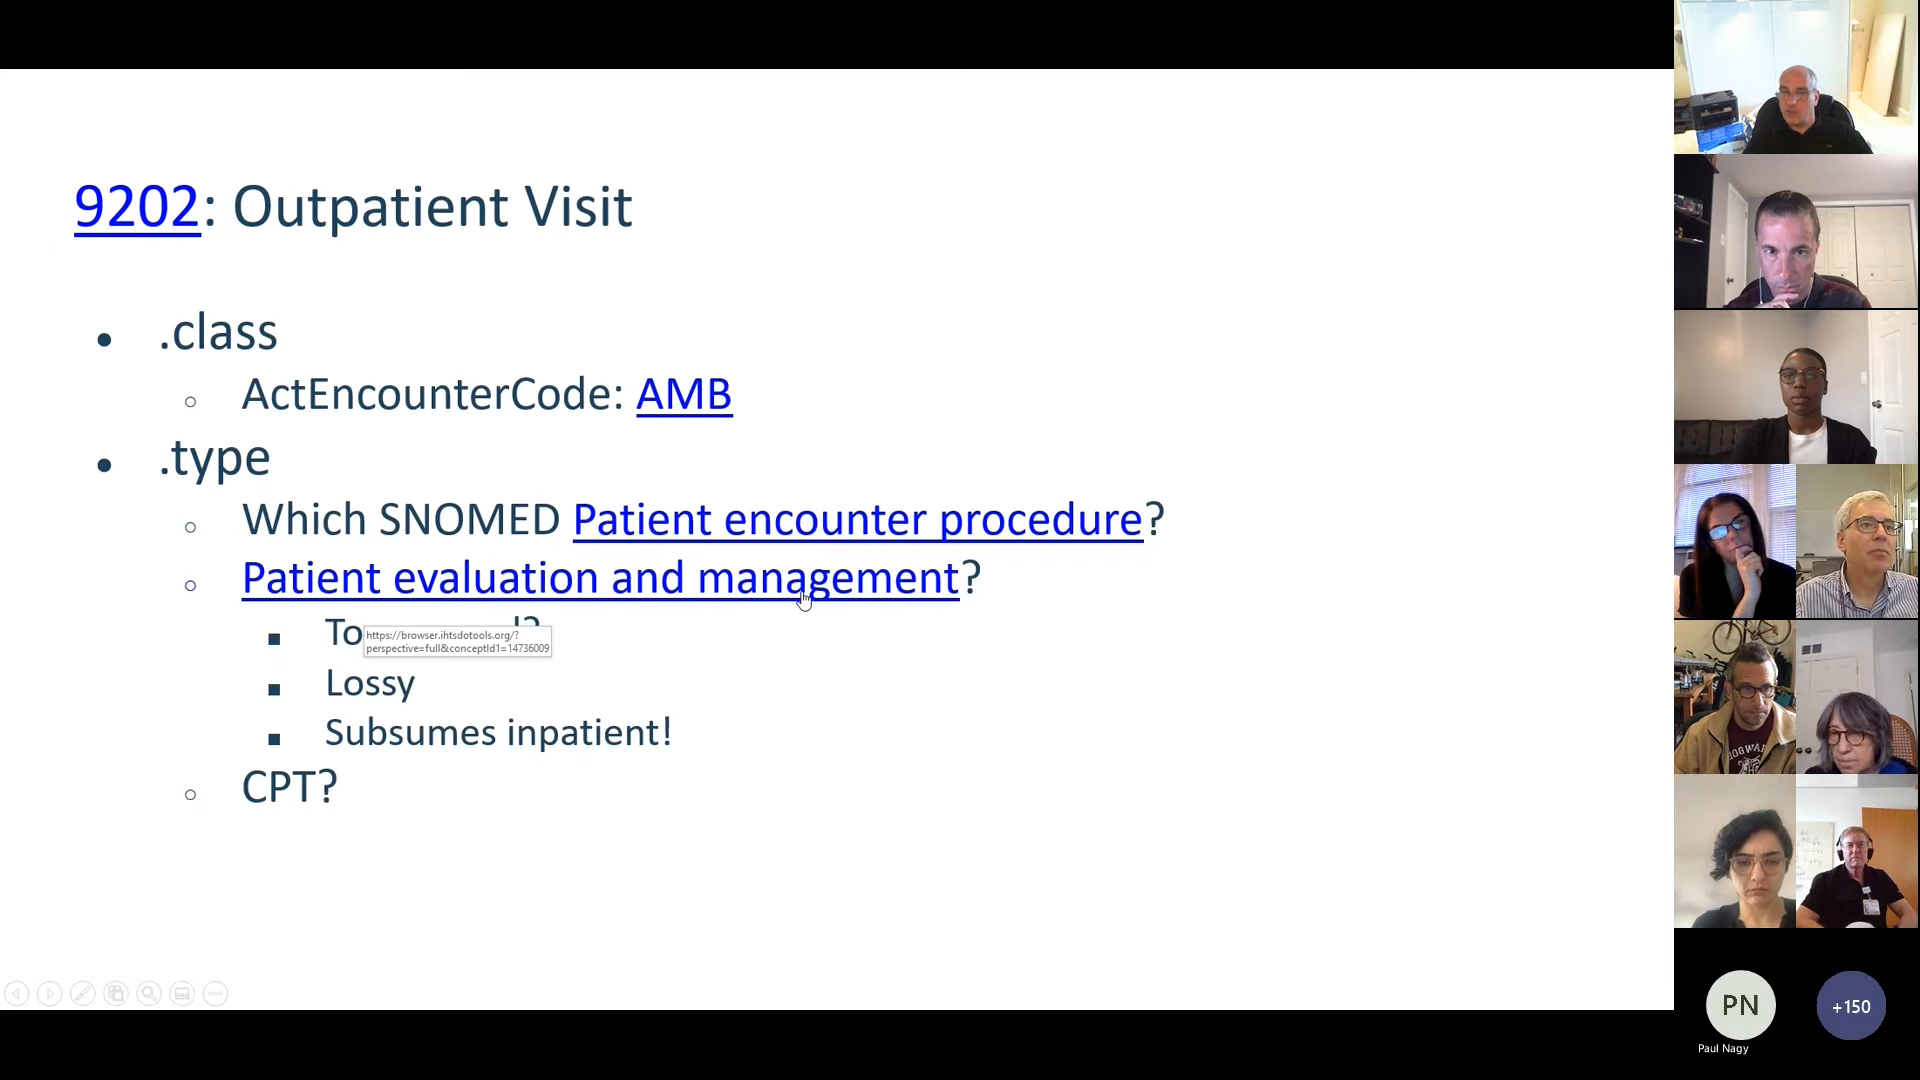 9202: Outpatient Visit
.class
ActEncounterCode: AMB
.type
Which SNOMED Patient encounter procedure?
Patient evaluation and management?
To
https://browser.ihtsdotools.org/?
perspective=full&conceptId1=14736009
Lossy
Subsumes inpatient!
CPT?
HOGWAR
PN
+150
Paul Nagy